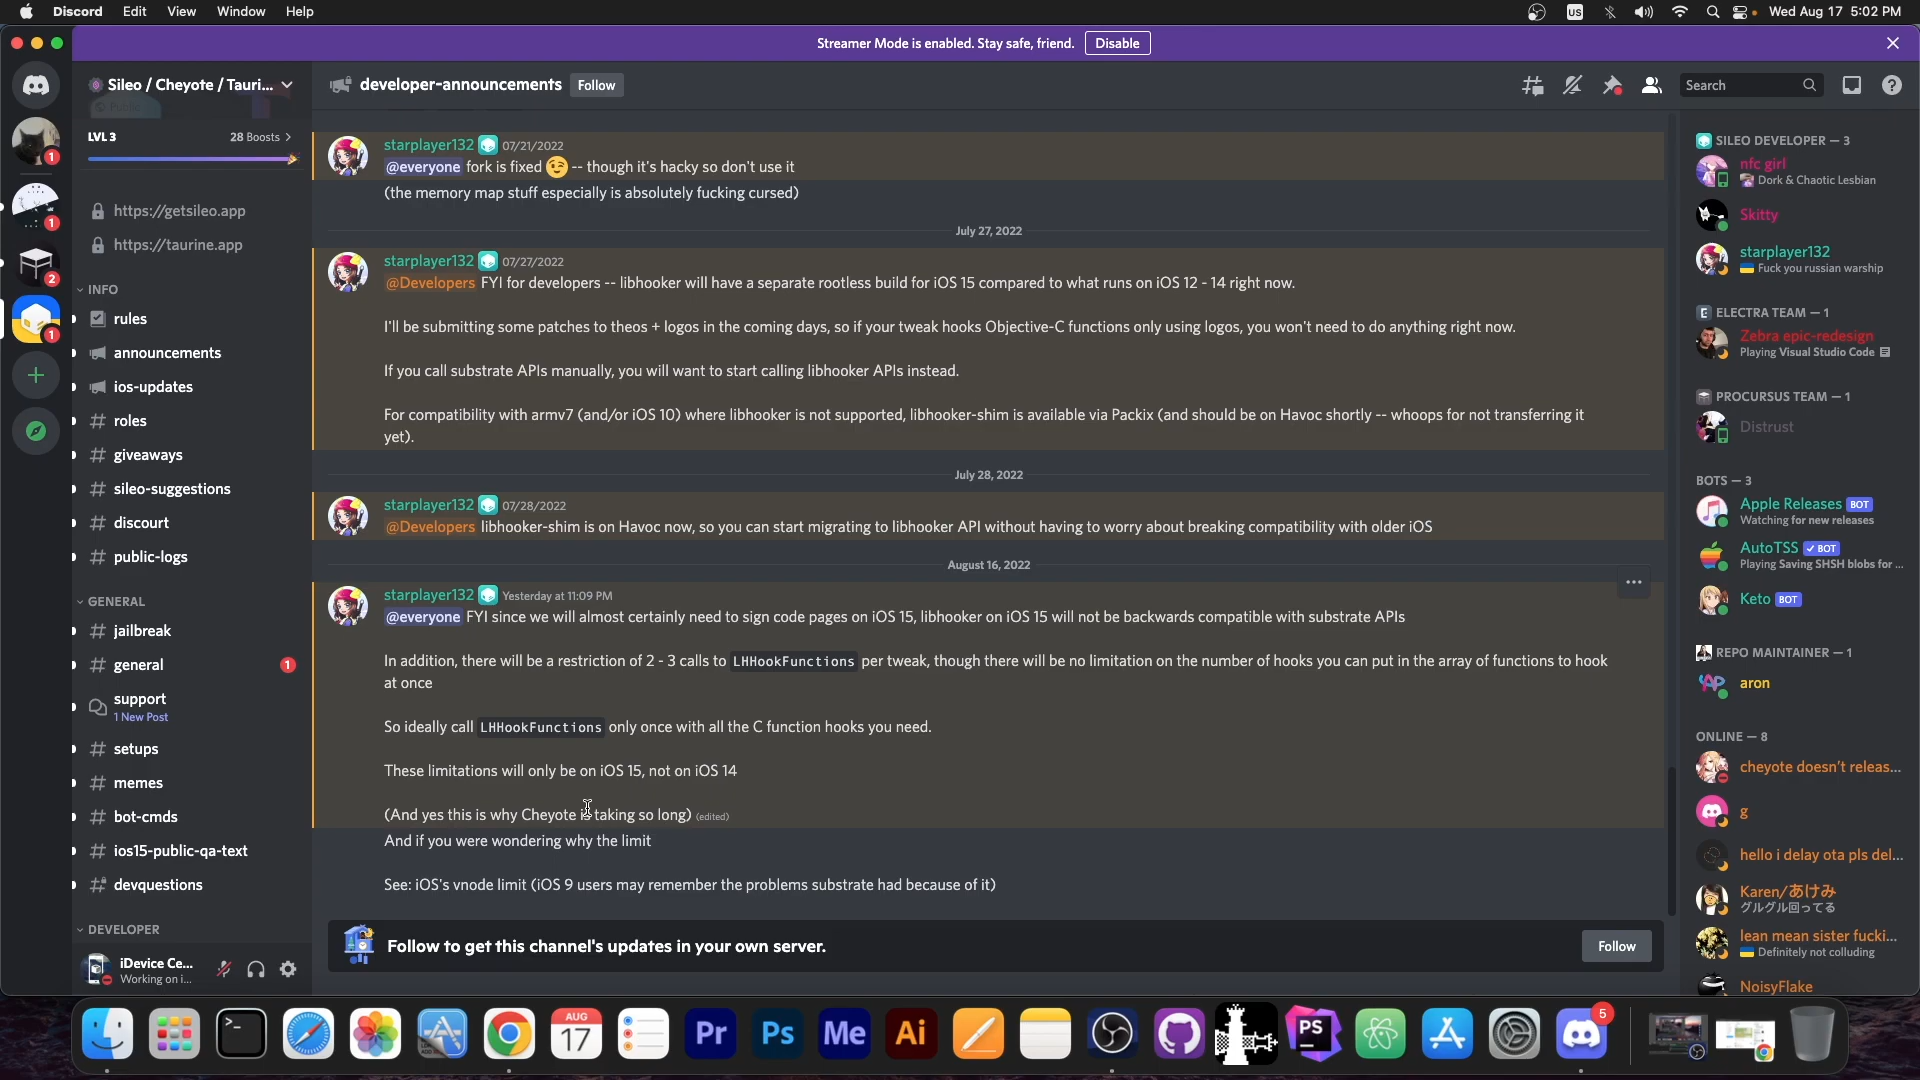 Discord Edit View Window Help
US Wed Aug 17 5:02 PM
Streamer Mode is enabled. Stay safe, friend. Disable
Sileo / Cheyote / Tauri...
Public
LVL 3 28 Boosts >
https://getsileo.app
https://taurine.app
INFO
rules
announcements
ios-updates
roles
giveaways
sileo-suggestions
discourt
public-logs
GENERAL
jailbreak
general 1
support
1 New Post
setups
memes
bot-cmds
ios15-public-qa-text
devquestions
DEVELOPER
iDevice Ce...
Working on i...
1
1
2
1
developer-announcements Follow
Search
starplayer132 07/21/2022
@everyone fork is fixed 😉 -- though it's hacky so don't use it
(the memory map stuff especially is absolutely fucking cursed)
July 27, 2022
starplayer132 07/27/2022
@Developers FYI for developers -- libhooker will have a separate rootless build for iOS 15 compared to what runs on iOS 12 - 14 right now.
I'll be submitting some patches to theos + logos in the coming days, so if your tweak hooks Objective-C functions only using logos, you won't need to do anything right now.
If you call substrate APIs manually, you will want to start calling libhooker APIs instead.
For compatibility with armv7 (and/or iOS 10) where libhooker is not supported, libhooker-shim is available via Packix (and should be on Havoc shortly -- whoops for not transferring it
yet).
July 28, 2022
starplayer132 07/28/2022
@Developers libhooker-shim is on Havoc now, so you can start migrating to libhooker API without having to worry about breaking compatibility with older iOS
August 16, 2022
starplayer132 Yesterday at 11:09 PM
@everyone FYI since we will almost certainly need to sign code pages on iOS 15, libhooker on iOS 15 will not be backwards compatible with substrate APIs
In addition, there will be a restriction of 2 - 3 calls to LHHookFunctions per tweak, though there will be no limitation on the number of hooks you can put in the array of functions to hook
at once
So ideally call LHHookFunctions only once with all the C function hooks you need.
These limitations will only be on iOS 15, not on iOS 14
(And yes this is why Cheyote is taking so long) (edited)
And if you were wondering why the limit
See: iOS's vnode limit (iOS 9 users may remember the problems substrate had because of it)
Follow to get this channel's updates in your own server. Follow
SILEO DEVELOPER — 3
nfc girl
Dork & Chaotic Lesbian
Skitty
starplayer132
Fuck you russian warship
ELECTRA TEAM — 1
Zebra epic-redesign
Playing Visual Studio Code
PROCURSUS TEAM — 1
Distrust
BOTS — 3
Apple Releases BOT
Watching for new releases
AutoTSS ✓ BOT
Playing Saving SHSH blobs for ...
Keto BOT
REPO MAINTAINER — 1
aron
ONLINE — 8
cheyote doesn't releas...
g
hello i delay ota pls del...
Karen/あけみ
グルグル回ってる
lean mean sister fucki...
Definitely not colluding
NoisyFlake
AUG
17
Pr Ps Me Ai PS 5